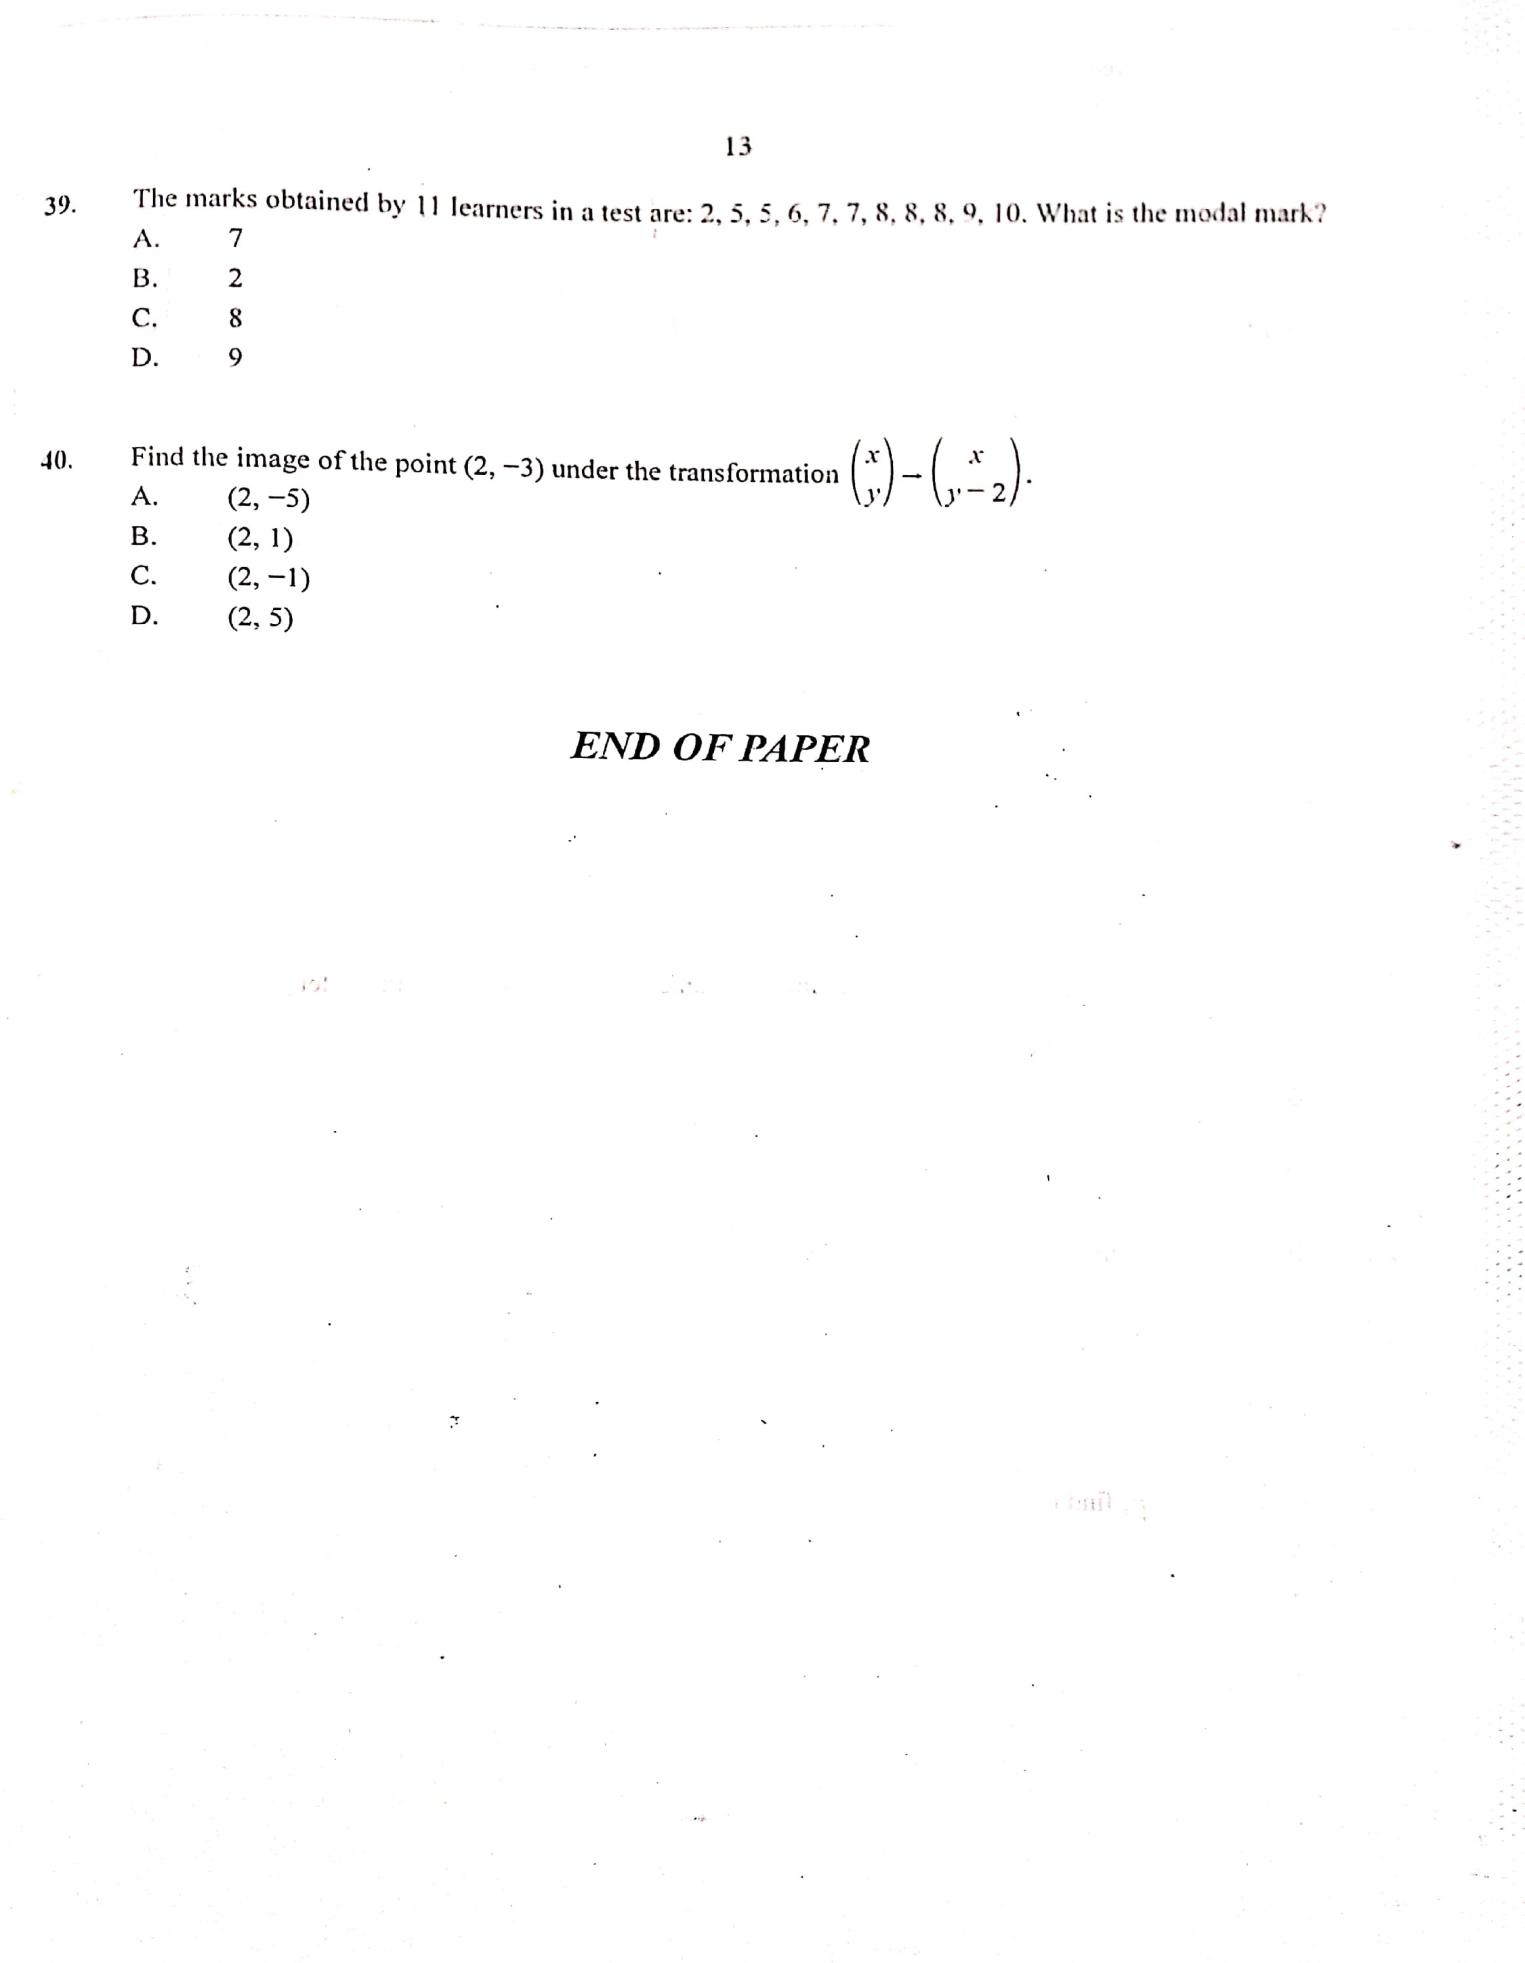 13
39. The marks obtained by 11 learners in a test are: 2, 5, 5, 6, 7, 7, 8, 8, 8, 9, 10. What is the modal mark?
A. 7
B. 2
C. 8
D. 9
40. Find the image of the point (2, −3) under the transformation (x y) → (x y − 2).
A. (2, −5)
B. (2, 1)
C. (2, −1)
D. (2, 5)
END OF PAPER